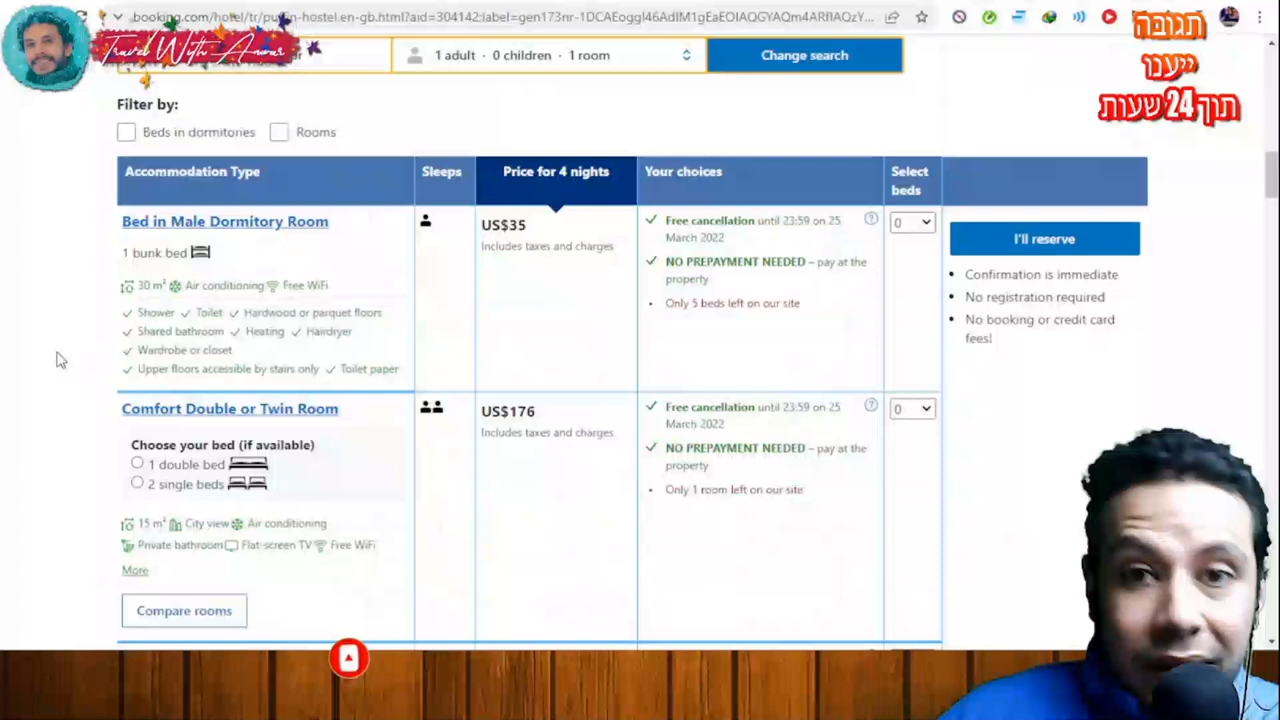 booking.com/hotel/tr/puffin-hostel.en-gb.html?aid=304142;label=gen173nr-
Travel With Anwar
תגובה
ייענו
תוך 24 שעות
1 adult · 0 children · 1 room
Change search
Filter by:
Beds in dormitories Rooms
Accommodation Type
Sleeps
Price for 4 nights
Your choices
Select
beds
Bed in Male Dormitory Room
1 bunk bed
30 m² Air conditioning Free WiFi
Shower Toilet Hardwood or parquet floors
Shared bathroom Heating Hairdryer
Wardrobe or closet
Upper floors accessible by stairs only Toilet paper
US$35
Includes taxes and charges
Free cancellation until 23:59 on 25
March 2022
NO PREPAYMENT NEEDED – pay at the
property
Only 5 beds left on our site
0
I'll reserve
Confirmation is immediate
No registration required
No booking or credit card
fees!
Comfort Double or Twin Room
Choose your bed (if available)
1 double bed
2 single beds
15 m² City view Air conditioning
Private bathroom Flat-screen TV Free WiFi
More
Compare rooms
US$176
Includes taxes and charges
Free cancellation until 23:59 on 25
March 2022
NO PREPAYMENT NEEDED – pay at the
property
Only 1 room left on our site
0